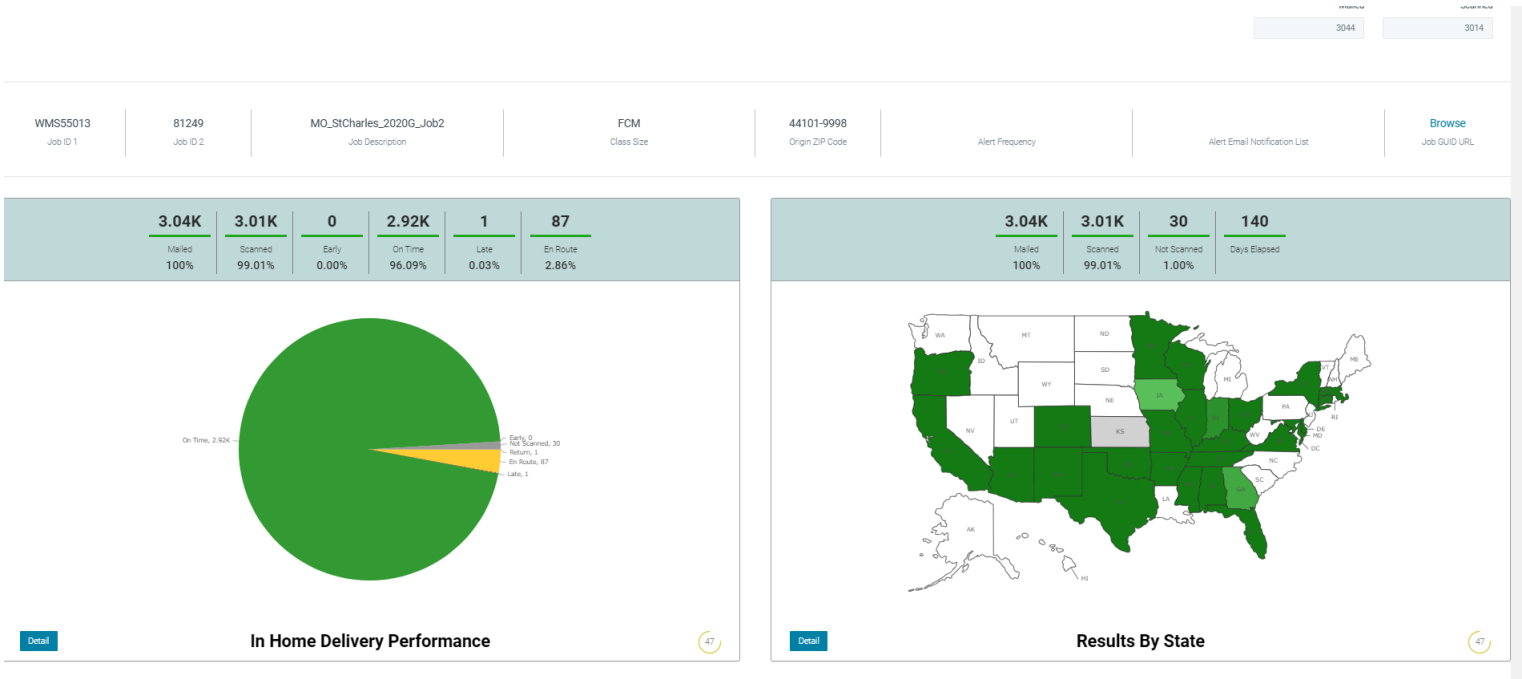 3044 3014
WMS55013 81249 MO_StCharles_2020G_Job2 FCM 44101-9998 Browse
Job ID 1 Job ID 2 Job Description Class Size Origin ZIP Code Alert Frequency Alert Email Notification List Job GUID URL
3.04K 3.01K 0 2.92K 1 87
Mailed Scanned Early On Time Late En Route
100% 99.01% 0.00% 96.09% 0.03% 2.86%
On Time, 2.92K
Early, 0
Not Scanned, 30
Return, 1
En Route, 87
Late, 1
Detail In Home Delivery Performance 47
3.04K 3.01K 30 140
Mailed Scanned Not Scanned Days Elapsed
100% 99.01% 1.00%
WA MT ND
ID SD MI VT NH ME
WY NE IA PA RI
NV UT KS WV DE
MD
DC
NC
SC
LA GA
AK
HI
Detail Results By State 47